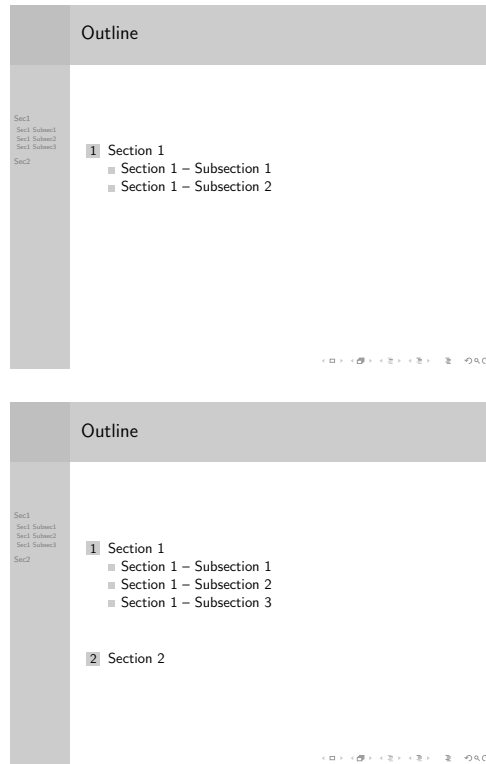 Outline
Sec1
Sec1 Subsec1
Sec1 Subsec2
Sec1 Subsec3
Sec2
1 Section 1
Section 1 – Subsection 1
Section 1 – Subsection 2
Outline
Sec1
Sec1 Subsec1
Sec1 Subsec2
Sec1 Subsec3
Sec2
1 Section 1
Section 1 – Subsection 1
Section 1 – Subsection 2
Section 1 – Subsection 3
2 Section 2